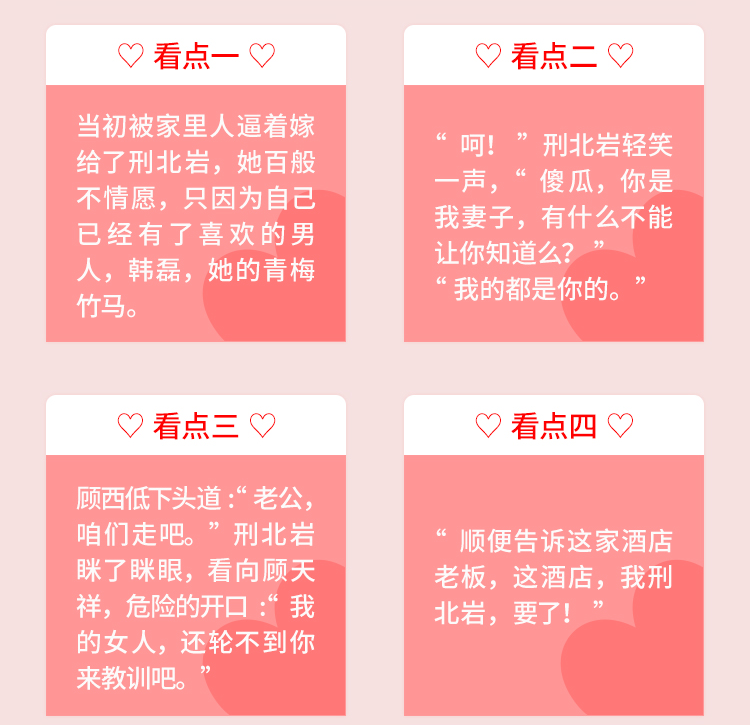 ♡ 看点一 ♡
当初被家里人逼着嫁
给了刑北岩，她百般
不情愿，只因为自己
已经有了喜欢的男
人，韩磊，她的青梅
竹马。
♡ 看点二 ♡
“ 呵！ ” 刑北岩轻笑
一声，“ 傻瓜，你是
我妻子，有什么不能
让你知道么？ ”
“ 我的都是你的。”
♡ 看点三 ♡
顾西低下头道 :“ 老公，
咱们走吧。” 刑北岩
眯了眯眼，看向顾天
祥，危险的开口 :“ 我
的女人，还轮不到你
来教训吧。”
♡ 看点四 ♡
“ 顺便告诉这家酒店
老板，这酒店，我刑
北岩，要了！ ”